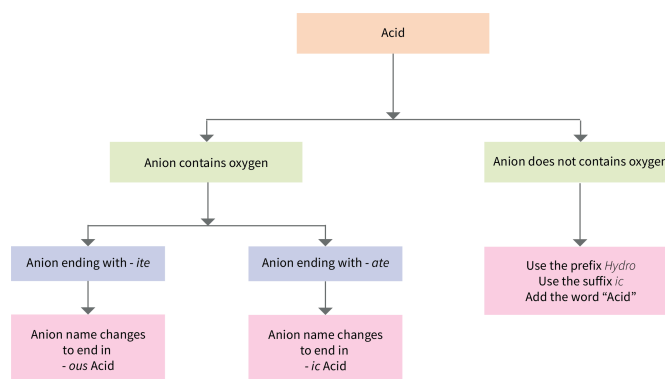 Acid
Anion contains oxygen
Anion does not contains oxygen
Anion ending with - ite
Anion ending with - ate
Use the prefix Hydro
Use the suffix ic
Add the word “Acid”
Anion name changes
to end in
- ous Acid
Anion name changes
to end in
- ic Acid